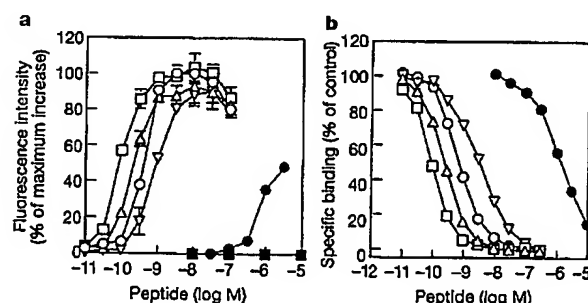 a
Fluorescence intensity
(% of maximum increase)
120
100
80
60
40
20
0
-11 -10 -9 -8 -7 -6 -5
Peptide (log M)
b
Specific binding (% of control)
120
100
80
60
40
20
0
-12 -11 -10 -9 -8 -7 -6 -5
Peptide (log M)